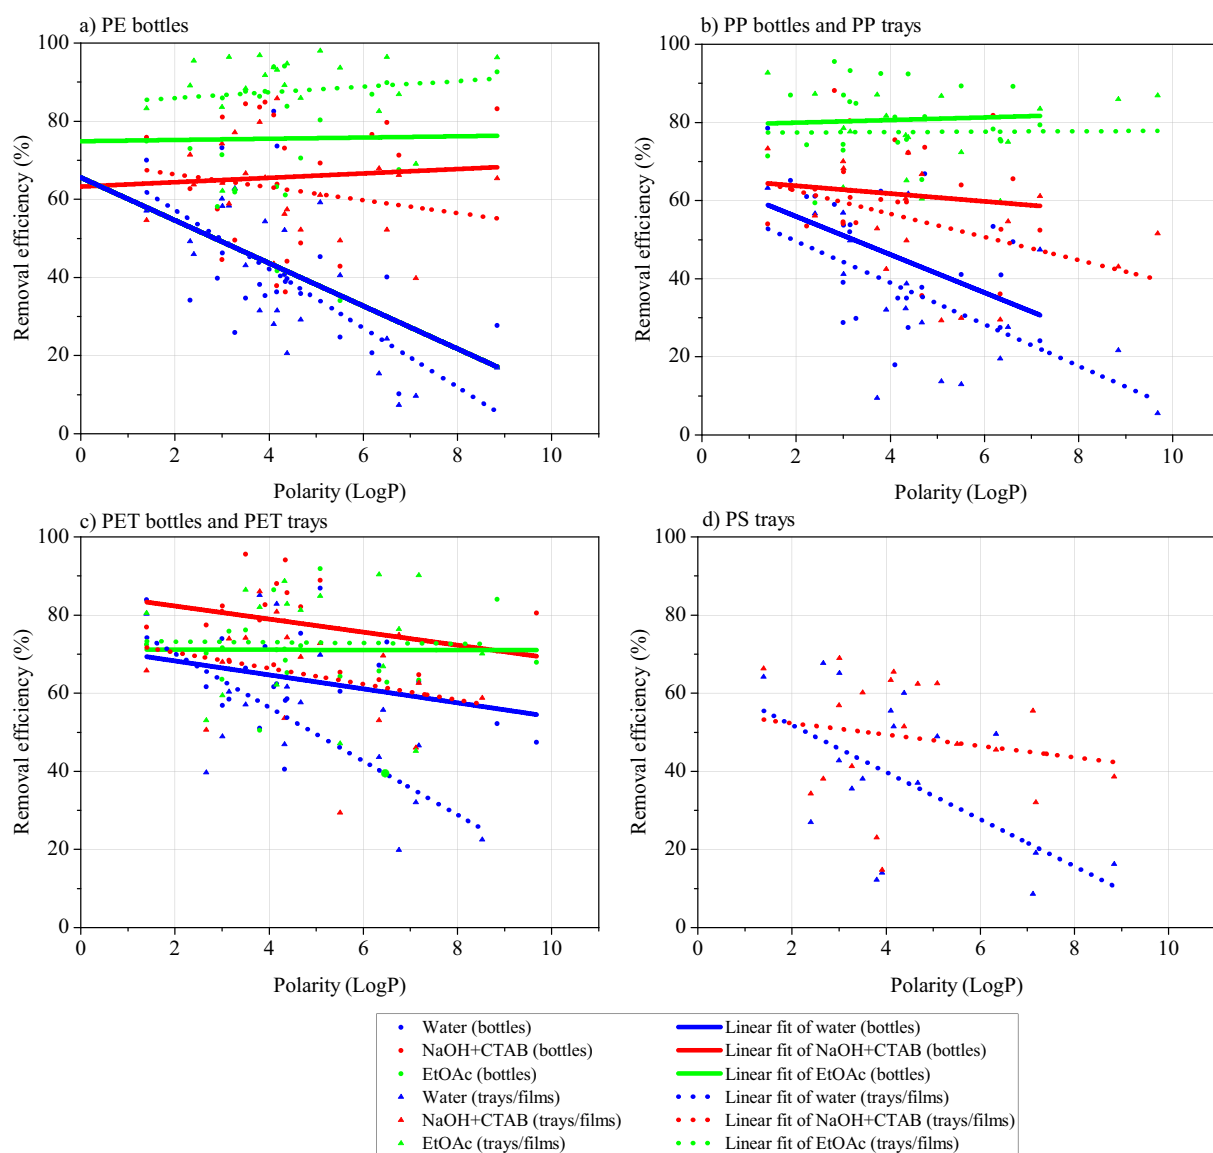 a) PE bottles
100
80
60
40
20
0
0 2 4 6 8 10
Removal efficiency (%)
Polarity (LogP)
b) PP bottles and PP trays
100
80
60
40
20
0
0 2 4 6 8 10
Removal efficiency (%)
Polarity (LogP)
c) PET bottles and PET trays
100
80
60
40
20
0
0 2 4 6 8 10
Removal efficiency (%)
Polarity (LogP)
d) PS trays
100
80
60
40
20
0
0 2 4 6 8 10
Removal efficiency (%)
Polarity (LogP)
Water (bottles)
NaOH+CTAB (bottles)
EtOAc (bottles)
Water (trays/films)
NaOH+CTAB (trays/films)
EtOAc (trays/films)
Linear fit of water (bottles)
Linear fit of NaOH+CTAB (bottles)
Linear fit of EtOAc (bottles)
Linear fit of water (trays/films)
Linear fit of NaOH+CTAB (trays/films)
Linear fit of EtOAc (trays/films)